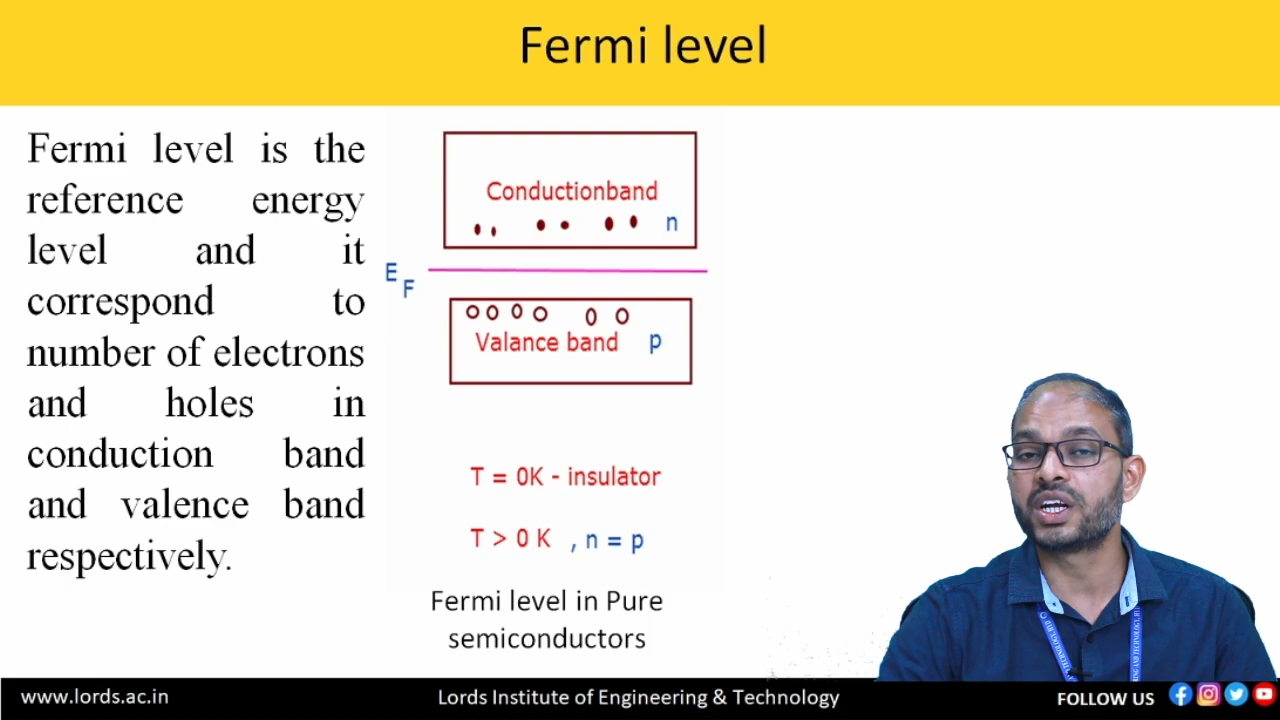 Fermi level
Fermi level is the
reference energy
level and it
correspond to
number of electrons
and holes in
conduction band
and valence band
respectively.
Conductionband
n
E F
Valance band p
T = 0K - insulator
T > 0 K , n = p
Fermi level in Pure
semiconductors
www.lords.ac.in
Lords Institute of Engineering & Technology
FOLLOW US